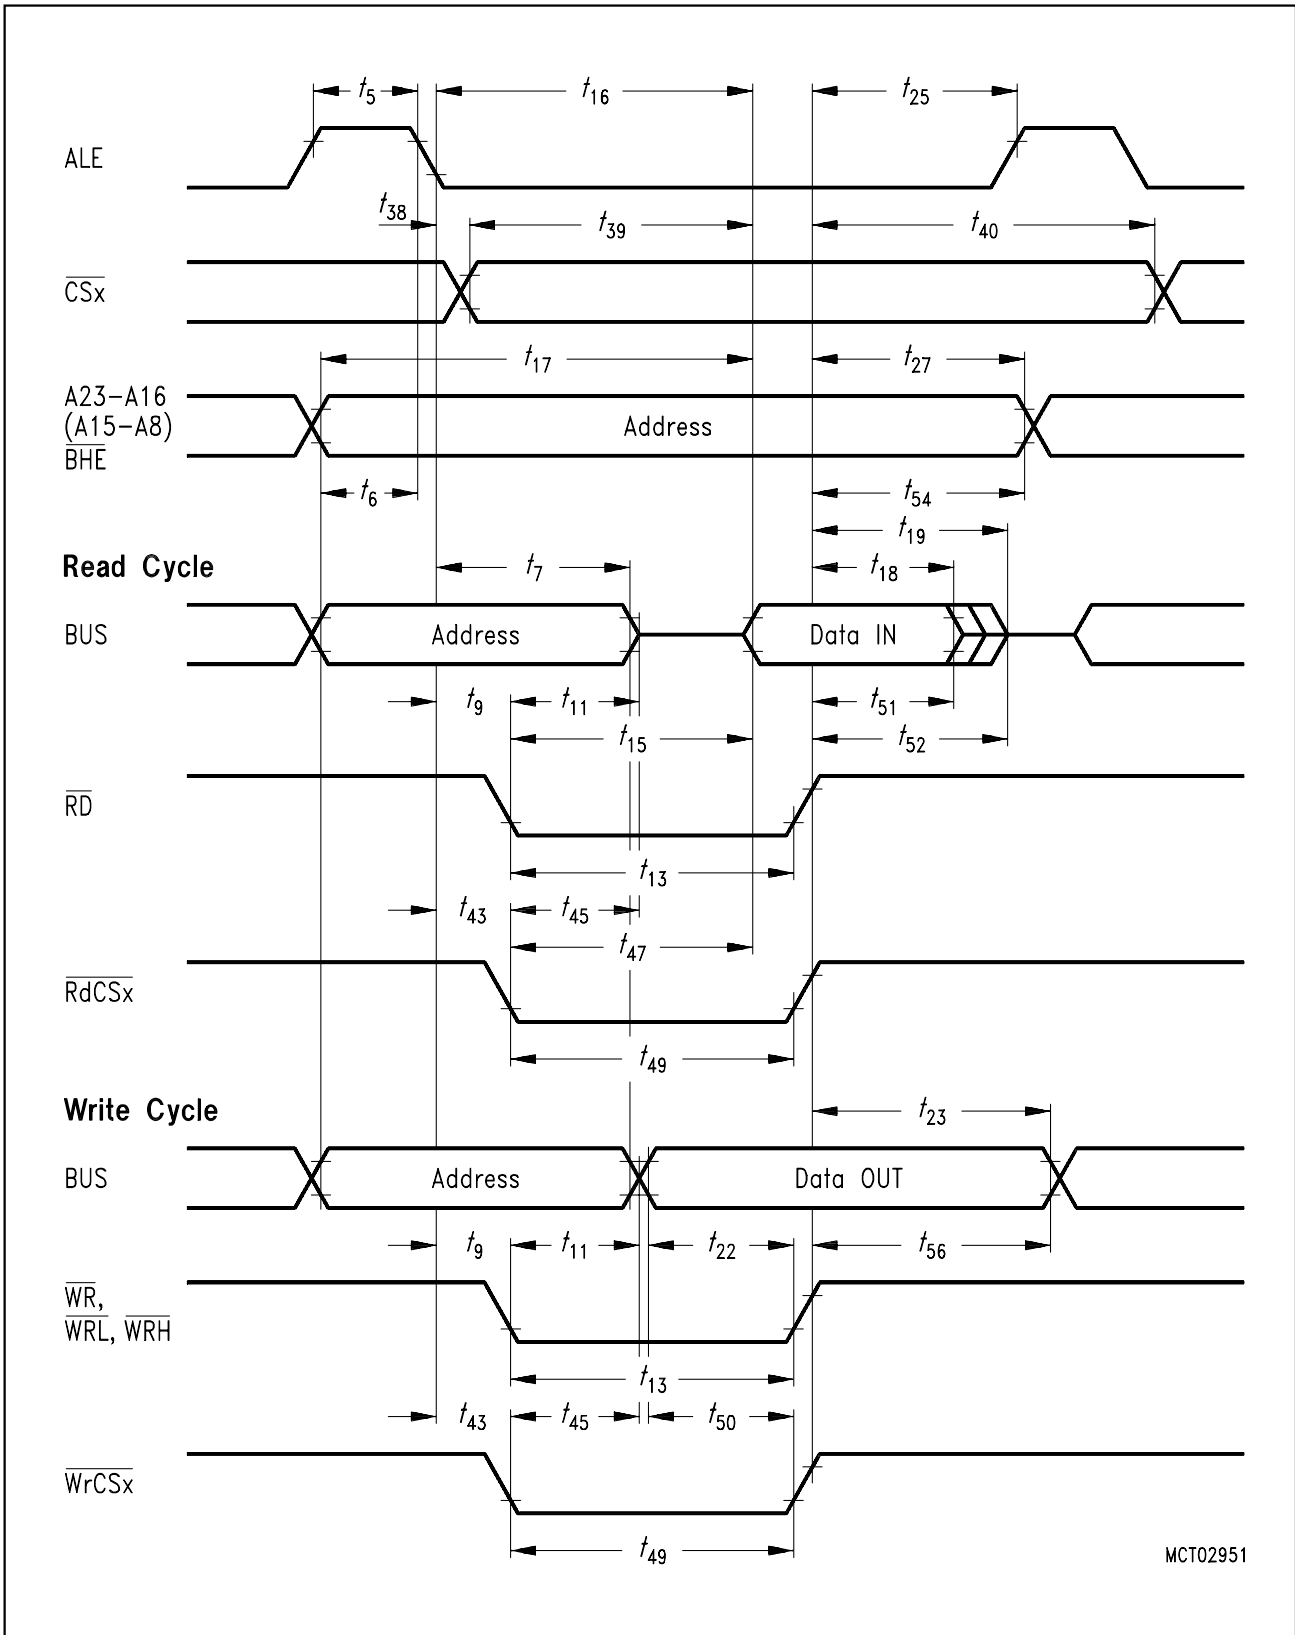 t5 t16 t25
ALE
t38 t39 t40
CSx
t17 t27
A23-A16
(A15-A8)
BHE
Address
t6 t54
t19
Read Cycle
t7 t18
BUS Address Data IN
t9 t11 t51
t15 t52
RD
t13
t43 t45
t47
RdCSx
t49
Write Cycle
t23
BUS Address Data OUT
t9 t11 t22 t56
WR,
WRL, WRH
t13
t43 t45 t50
WrCSx
t49
MCT02951